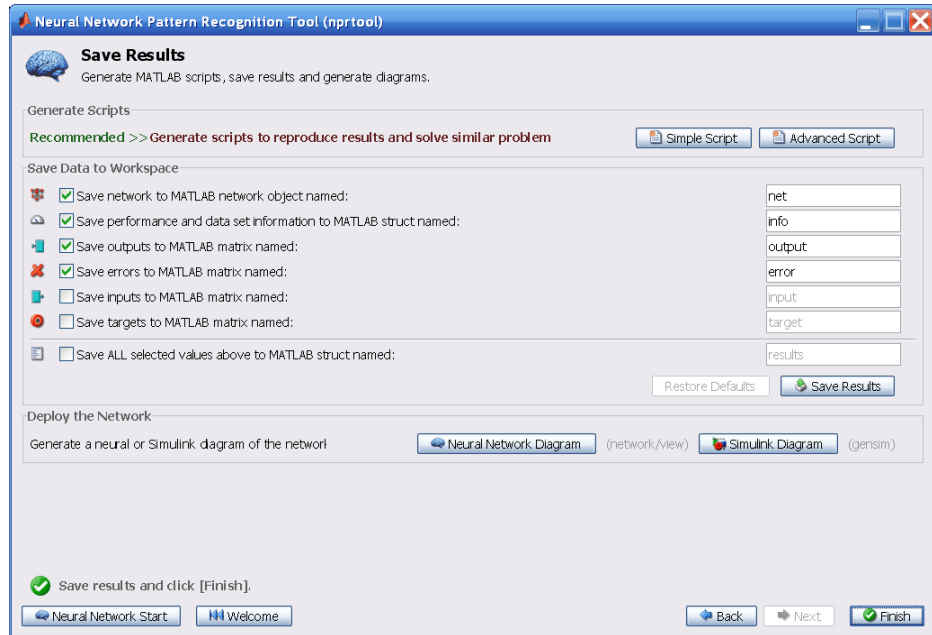 Neural Network Pattern Recognition Tool (nprtool)
Save Results
Generate MATLAB scripts, save results and generate diagrams.
Generate Scripts
Recommended >> Generate scripts to reproduce results and solve similar problem Simple Script Advanced Script
Save Data to Workspace
Save network to MATLAB network object named: net
Save performance and data set information to MATLAB struct named: info
Save outputs to MATLAB matrix named: output
Save errors to MATLAB matrix named: error
Save inputs to MATLAB matrix named: input
Save targets to MATLAB matrix named: target
Save ALL selected values above to MATLAB struct named: results
Restore Defaults Save Results
Deploy the Network
Generate a neural or Simulink diagram of the network Neural Network Diagram (network/view) Simulink Diagram (gensim)
Save results and click [Finish].
Neural Network Start Welcome Back Next Finish